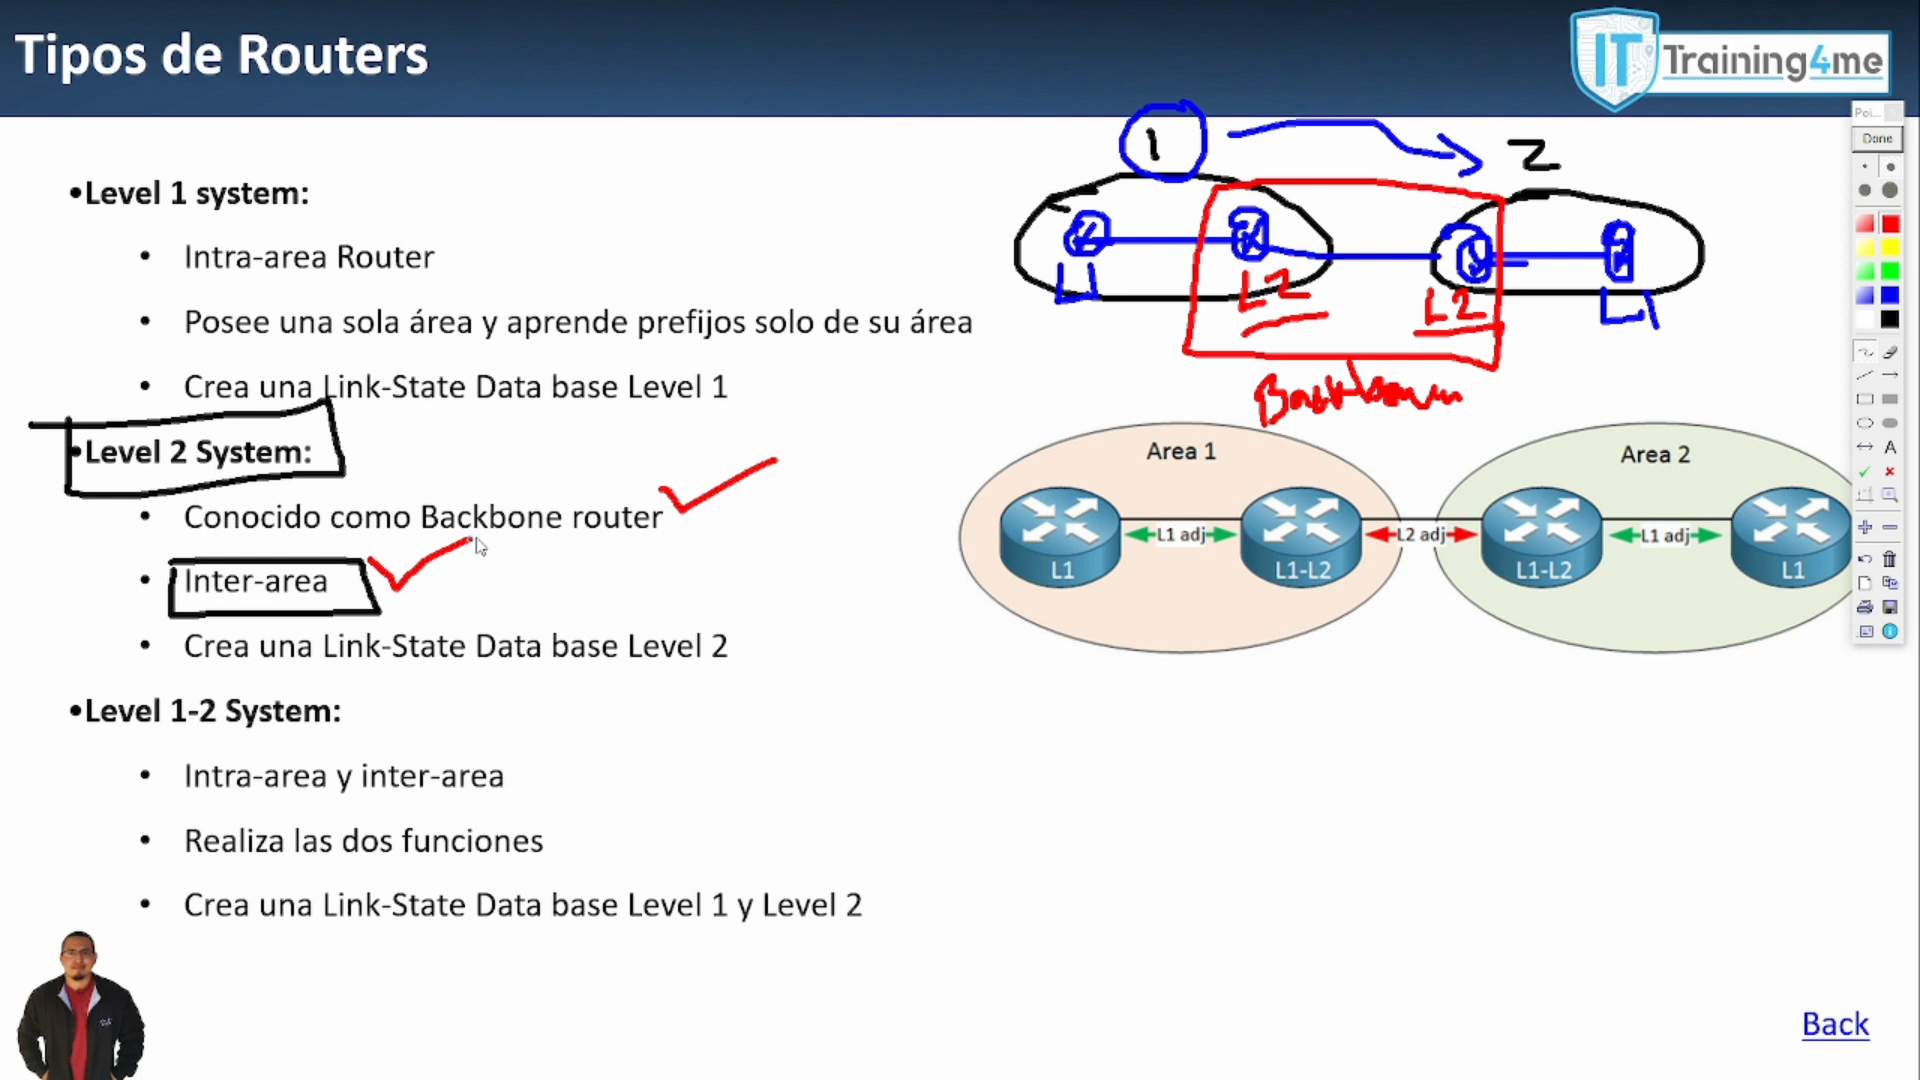 Tipos de Routers
IT Training4me
•Level 1 system:
• Intra-area Router
• Posee una sola área y aprende prefijos solo de su área
• Crea una Link-State Data base Level 1
•Level 2 System:
• Conocido como Backbone router
• Inter-area
• Crea una Link-State Data base Level 2
•Level 1-2 System:
• Intra-area y inter-area
• Realiza las dos funciones
• Crea una Link-State Data base Level 1 y Level 2
1
2
L1
L2
L2
L1
Area 1
Area 2
L1 adj
L2 adj
L1 adj
L1
L1-L2
L1-L2
L1
Poi...
Done
A
Back